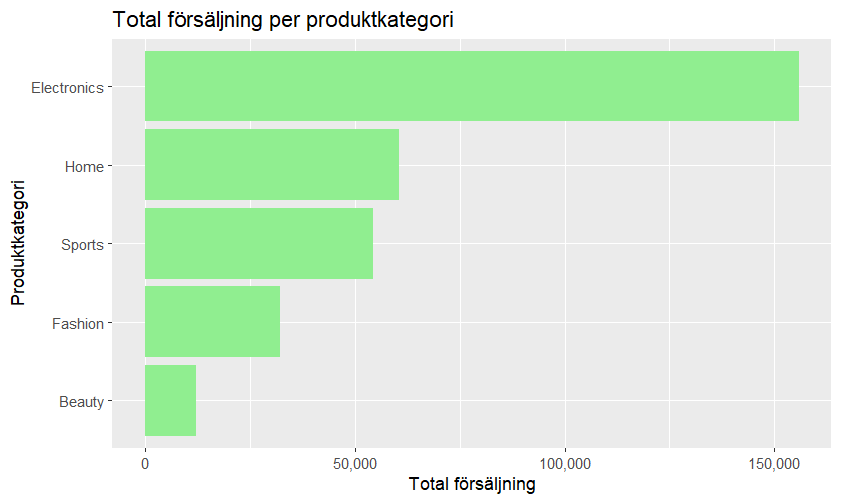 Total försäljning per produktkategori
Produktkategori
Electronics
Home
Sports
Fashion
Beauty
0
50,000
100,000
150,000
Total försäljning